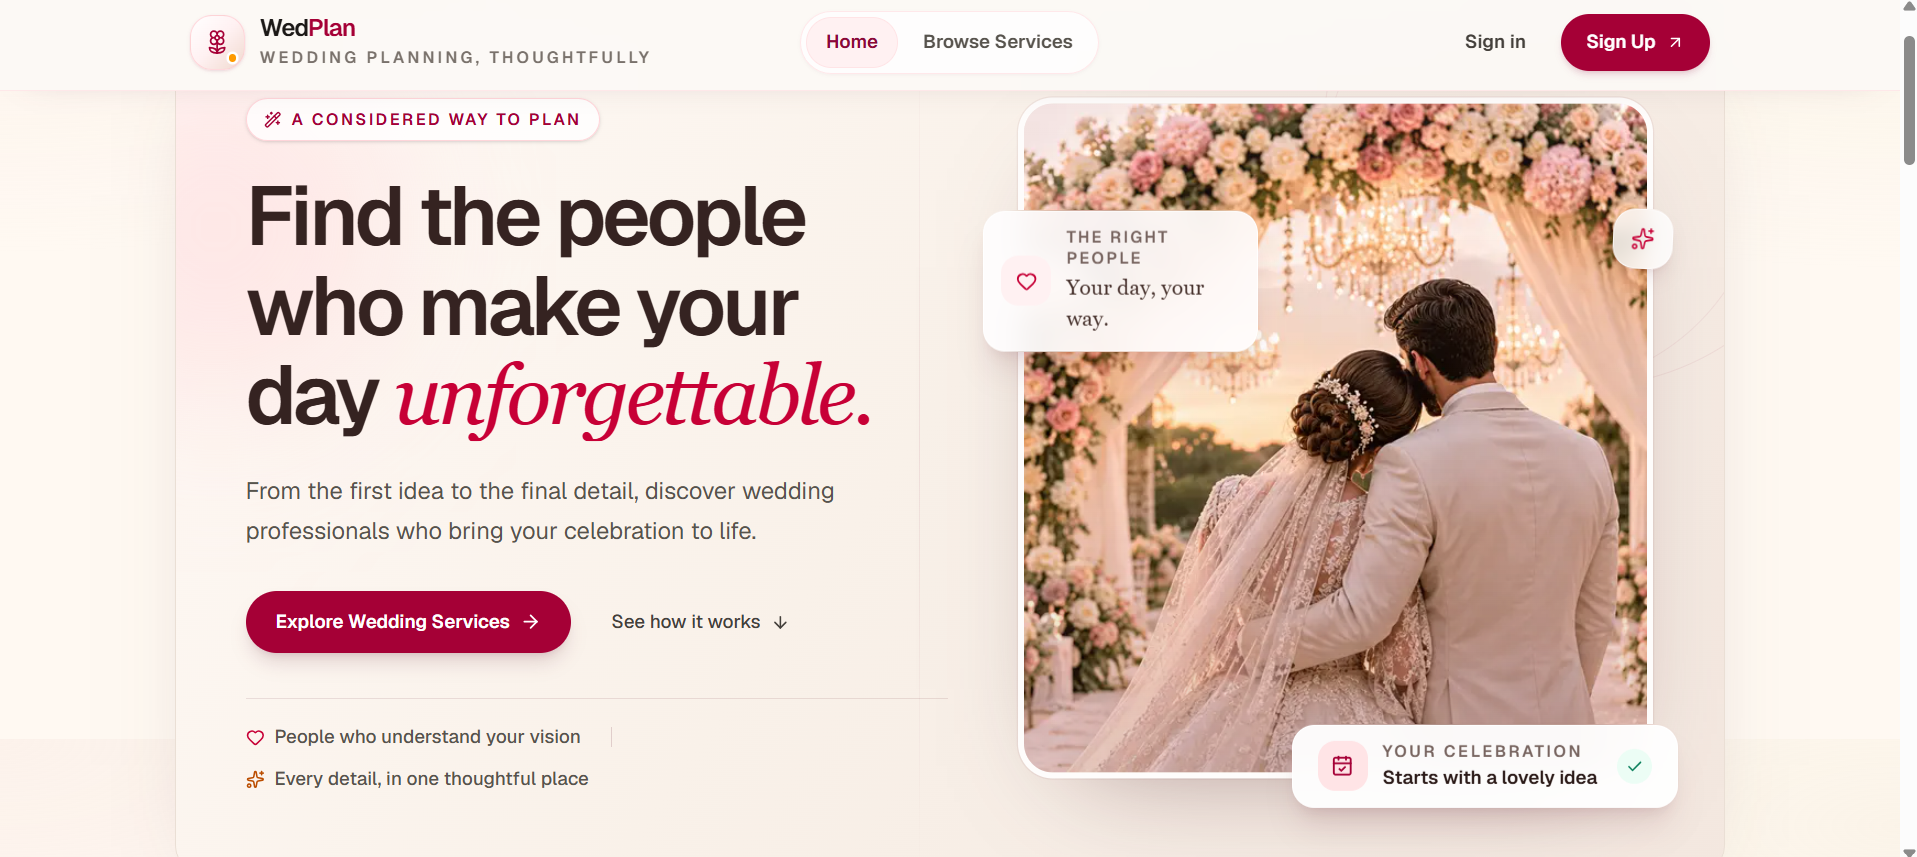 WedPlan
WEDDING PLANNING, THOUGHTFULLY
Home
Browse Services
Sign in
Sign Up
A CONSIDERED WAY TO PLAN
Find the people
who make your
day unforgettable.
From the first idea to the final detail, discover wedding
professionals who bring your celebration to life.
Explore Wedding Services
See how it works
People who understand your vision
Every detail, in one thoughtful place
THE RIGHT
PEOPLE
Your day, your
way.
YOUR CELEBRATION
Starts with a lovely idea